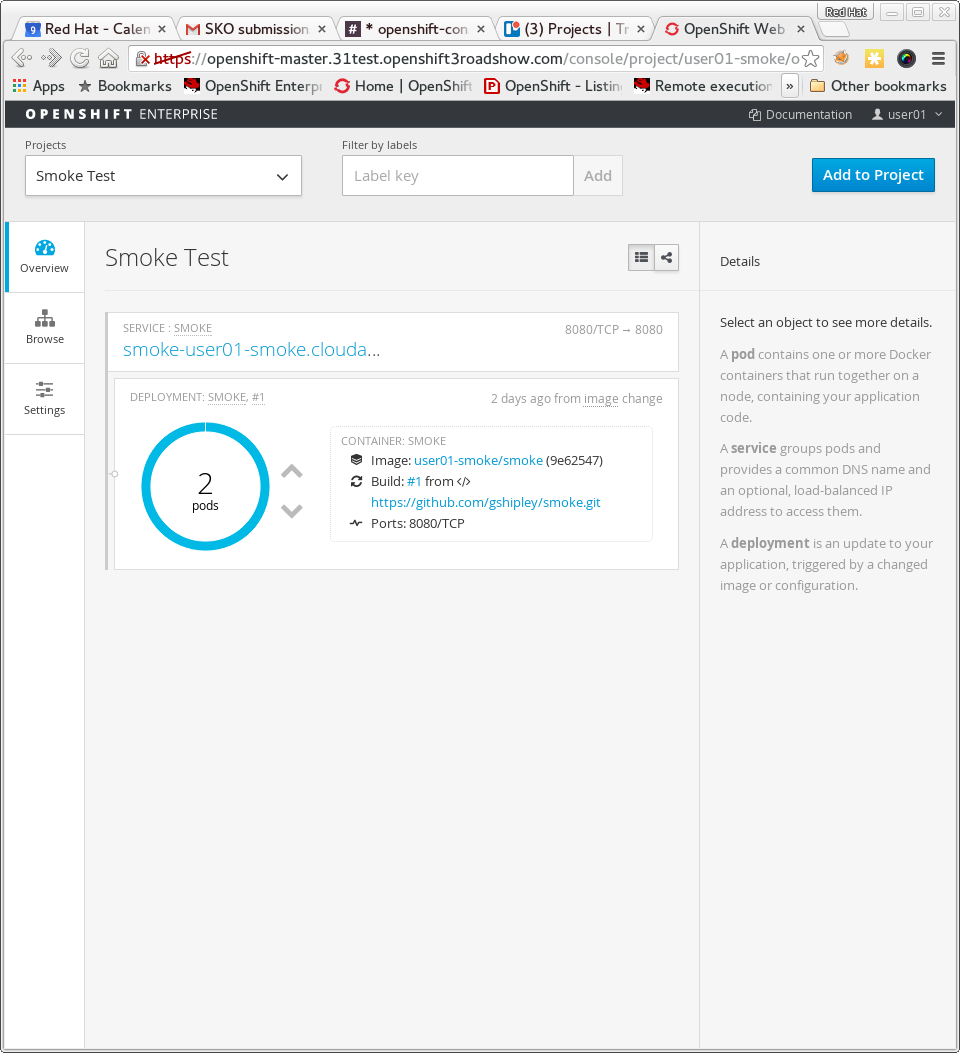 Red Hat
Red Hat - Calen
SKO submission
* openshift-con
(3) Projects | Tr
OpenShift Web
https://openshift-master.31test.openshift3roadshow.com/console/project/user01-smoke/o
Apps
Bookmarks
OpenShift Enterpr
Home | OpenShift
OpenShift - Listin
Remote execution
»
Other bookmarks
OPENSHIFT ENTERPRISE
Documentation
user01
Projects
Filter by labels
Smoke Test
Label key
Add
Add to Project
Overview
Browse
Settings
Smoke Test
SERVICE : SMOKE
8080/TCP → 8080
smoke-user01-smoke.clouda...
DEPLOYMENT: SMOKE, #1
2 days ago from image change
2
pods
CONTAINER: SMOKE
Image: user01-smoke/smoke (9e62547)
Build: #1 from </>
https://github.com/gshipley/smoke.git
Ports: 8080/TCP
Details
Select an object to see more details.
A pod contains one or more Docker
containers that run together on a
node, containing your application
code.
A service groups pods and
provides a common DNS name and
an optional, load-balanced IP
address to access them.
A deployment is an update to your
application, triggered by a changed
image or configuration.